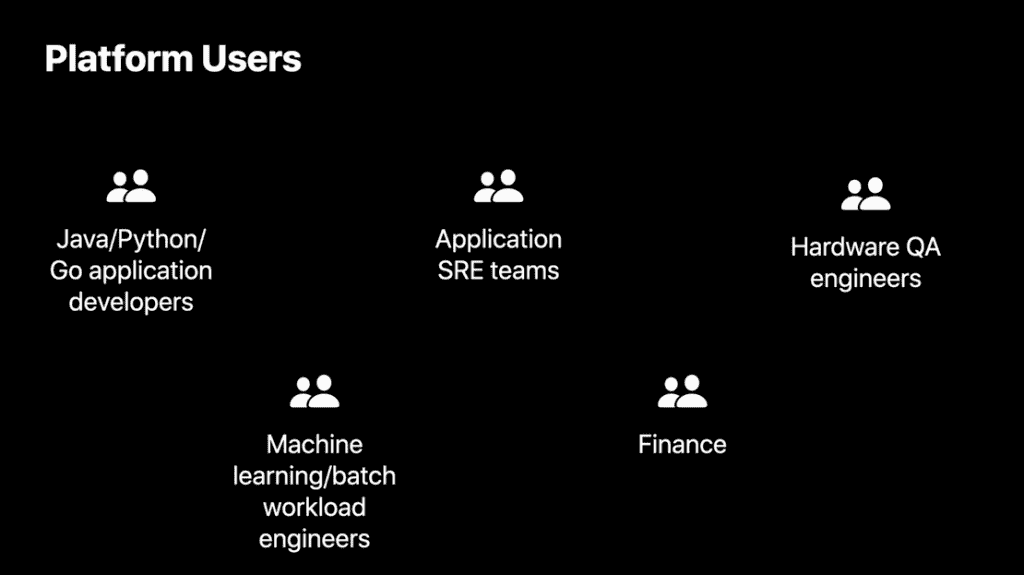 Platform Users
Java/Python/
Go application
developers
Application
SRE teams
Hardware QA
engineers
Machine
learning/batch
workload
engineers
Finance